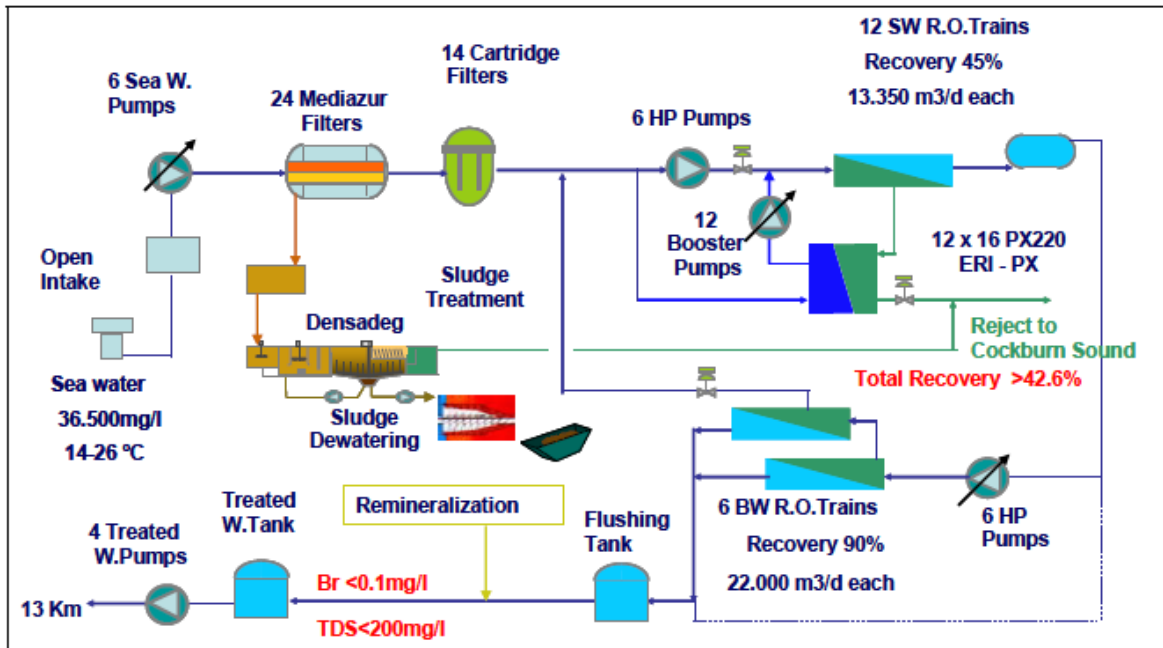 12 SW R.O.Trains
Recovery 45%
13.350 m3/d each
14 Cartridge
Filters
6 Sea W.
Pumps
24 Mediazur
Filters
6 HP Pumps
12
Booster
Pumps
12 x 16 PX220
ERI - PX
Open
Intake
Sludge
Treatment
Densadeg
Reject to
Cockburn Sound
Total Recovery >42.6%
Sea water
36.500mg/l
14-26 ºC
Sludge
Dewatering
Remineralization
Treated
W.Tank
Flushing
Tank
6 BW R.O.Trains
Recovery 90%
22.000 m3/d each
6 HP
Pumps
4 Treated
W.Pumps
Br <0.1mg/l
13 Km
TDS<200mg/l